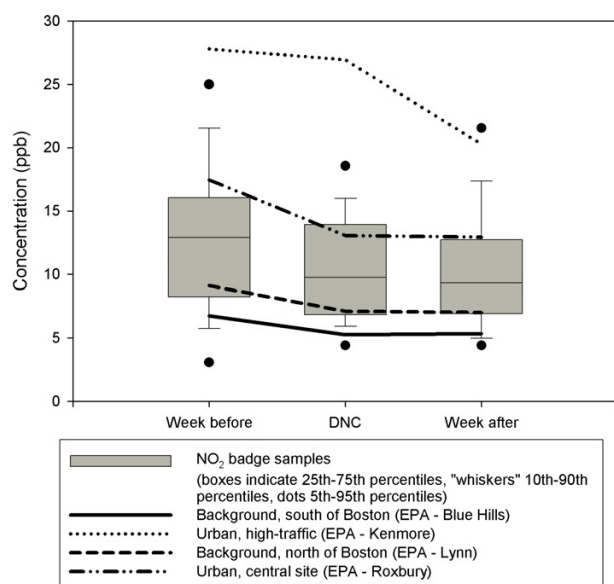 30
25
20
15
10
5
0
Concentration (ppb)
Week before DNC Week after
NO₂ badge samples
(boxes indicate 25th-75th percentiles, "whiskers" 10th-90th
percentiles, dots 5th-95th percentiles)
Background, south of Boston (EPA - Blue Hills)
Urban, high-traffic (EPA - Kenmore)
Background, north of Boston (EPA - Lynn)
Urban, central site (EPA - Roxbury)